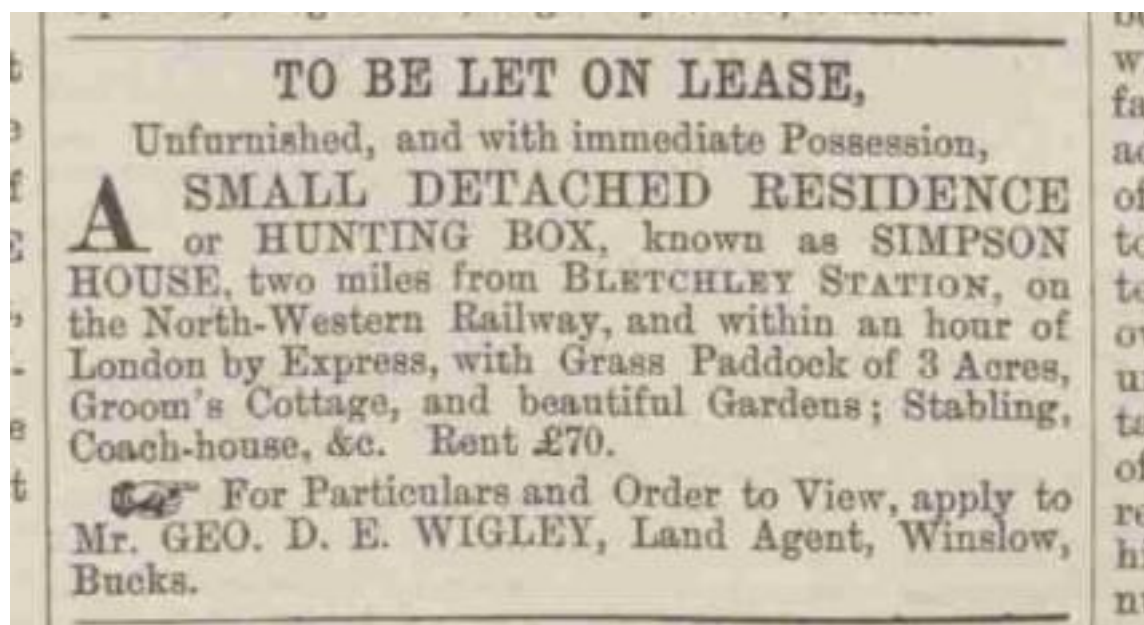 TO BE LET ON LEASE,
Unfurnished, and with immediate Possession,
A SMALL DETACHED RESIDENCE
or HUNTING BOX, known as SIMPSON
HOUSE, two miles from BLETCHLEY STATION, on
the North-Western Railway, and within an hour of
London by Express, with Grass Paddock of 3 Acres,
Groom's Cottage, and beautiful Gardens; Stabling,
Coach-house, &c. Rent £70.
☞ For Particulars and Order to View, apply to
Mr. GEO. D. E. WIGLEY, Land Agent, Winslow,
Bucks.